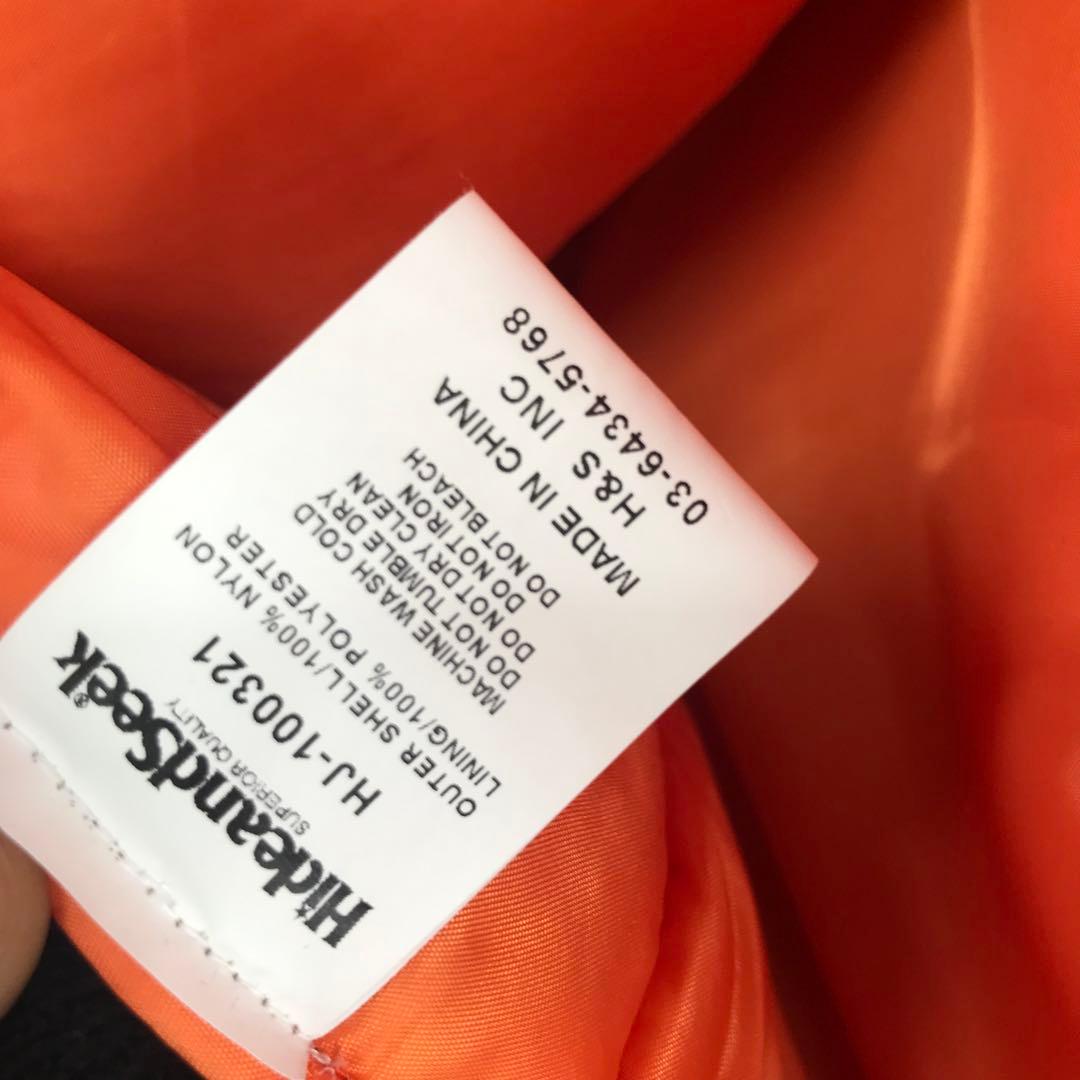 HideandSeek®
SUPERIOR QUALITY
HJ-100321
OUTER SHELL/100% NYLON
LINING/100% POLYESTER
MACHINE WASH COLD
DO NOT TUMBLE DRY
DO NOT DRY CLEAN
DO NOT IRON
DO NOT BLEACH
MADE IN CHINA
H&S INC
03-6434-5768